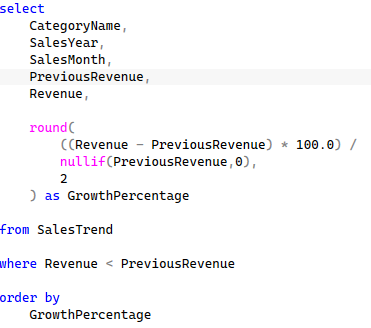 select
    CategoryName,
    SalesYear,
    SalesMonth,
    PreviousRevenue,
    Revenue,
    round(
        ((Revenue - PreviousRevenue) * 100.0) /
        nullif(PreviousRevenue,0),
        2
    ) as GrowthPercentage
from SalesTrend
where Revenue < PreviousRevenue
order by
    GrowthPercentage